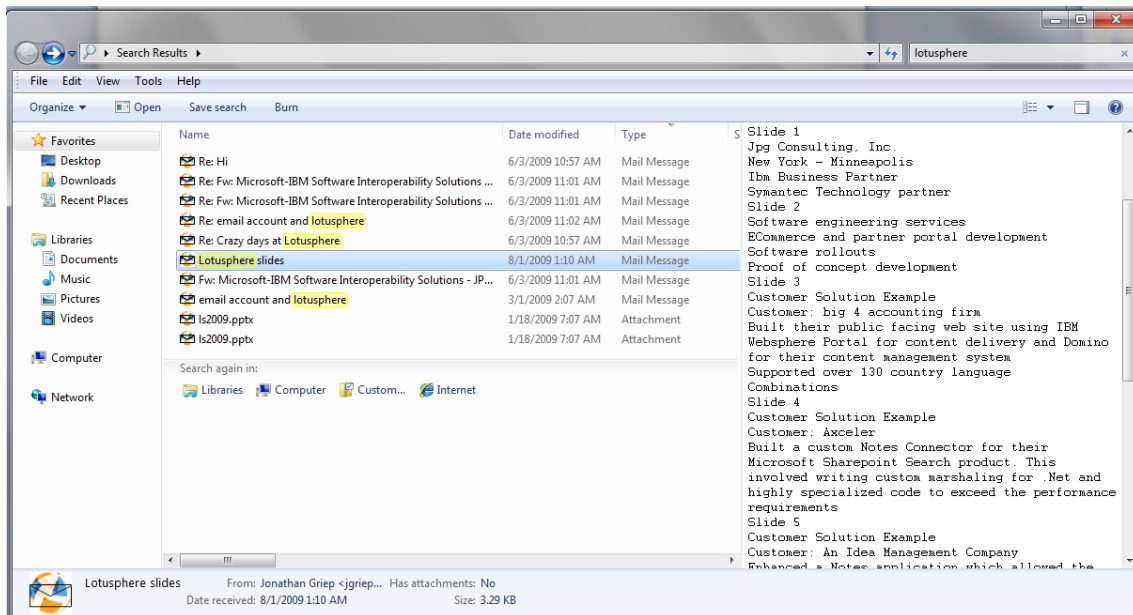 Search Results
lotusphere
File Edit View Tools Help
Organize Open Save search Burn
Favorites
Desktop
Downloads
Recent Places
Libraries
Documents
Music
Pictures
Videos
Computer
Network
Name Date modified Type S
Re: Hi 6/3/2009 10:57 AM Mail Message
Re: Fw: Microsoft-IBM Software Interoperability Solutions ... 6/3/2009 11:01 AM Mail Message
Re: Fw: Microsoft-IBM Software Interoperability Solutions ... 6/3/2009 11:01 AM Mail Message
Re: email account and lotusphere 6/3/2009 11:02 AM Mail Message
Re: Crazy days at Lotusphere 6/3/2009 10:57 AM Mail Message
Lotusphere slides 8/1/2009 1:10 AM Mail Message
Fw: Microsoft-IBM Software Interoperability Solutions - JP... 6/3/2009 11:01 AM Mail Message
email account and lotusphere 3/1/2009 2:07 AM Mail Message
ls2009.pptx 1/18/2009 7:07 AM Attachment
ls2009.pptx 1/18/2009 7:07 AM Attachment
Search again in:
Libraries Computer Custom... Internet
Slide 1
Jpg Consulting, Inc.
New York - Minneapolis
Ibm Business Partner
Symantec Technology partner
Slide 2
Software engineering services
ECommerce and partner portal development
Software rollouts
Proof of concept development
Slide 3
Customer Solution Example
Customer: big 4 accounting firm
Built their public facing web site using IBM
Websphere Portal for content delivery and Domino
for their content management system
Supported over 130 country language
Combinations
Slide 4
Customer Solution Example
Customer: Axceler
Built a custom Notes Connector for their
Microsoft Sharepoint Search product. This
involved writing custom marshaling for .Net and
highly specialized code to exceed the performance
requirements
Slide 5
Customer Solution Example
Customer: An Idea Management Company
Enhanced a Notes application which allowed the
Lotusphere slides From: Jonathan Griep <jgriep... Has attachments: No
Date received: 8/1/2009 1:10 AM Size: 3.29 KB